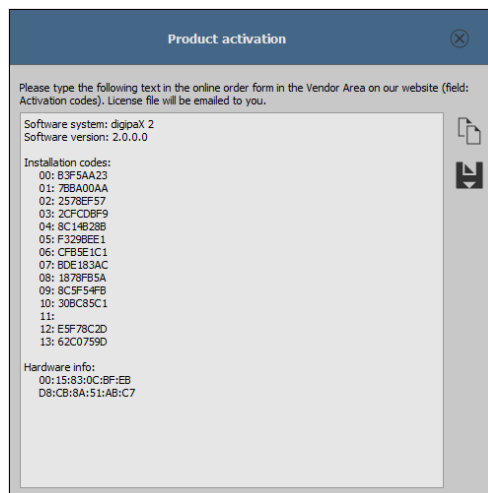 Product activation
Please type the following text in the online order form in the Vendor Area on our website (field:
Activation codes). License file will be emailed to you.
Software system: digipaX 2
Software version: 2.0.0.0
Installation codes:
00: B3F5AA23
01: 7BBA00AA
02: 2578EF57
03: 2CFCDBF9
04: 8C14B28B
05: F329BEE1
06: CFB5E1C1
07: BDE183AC
08: 1878FB5A
09: 8C5F54FB
10: 30BC85C1
11:
12: E5F78C2D
13: 62C0759D
Hardware info:
00:15:83:0C:BF:EB
D8:CB:8A:51:AB:C7